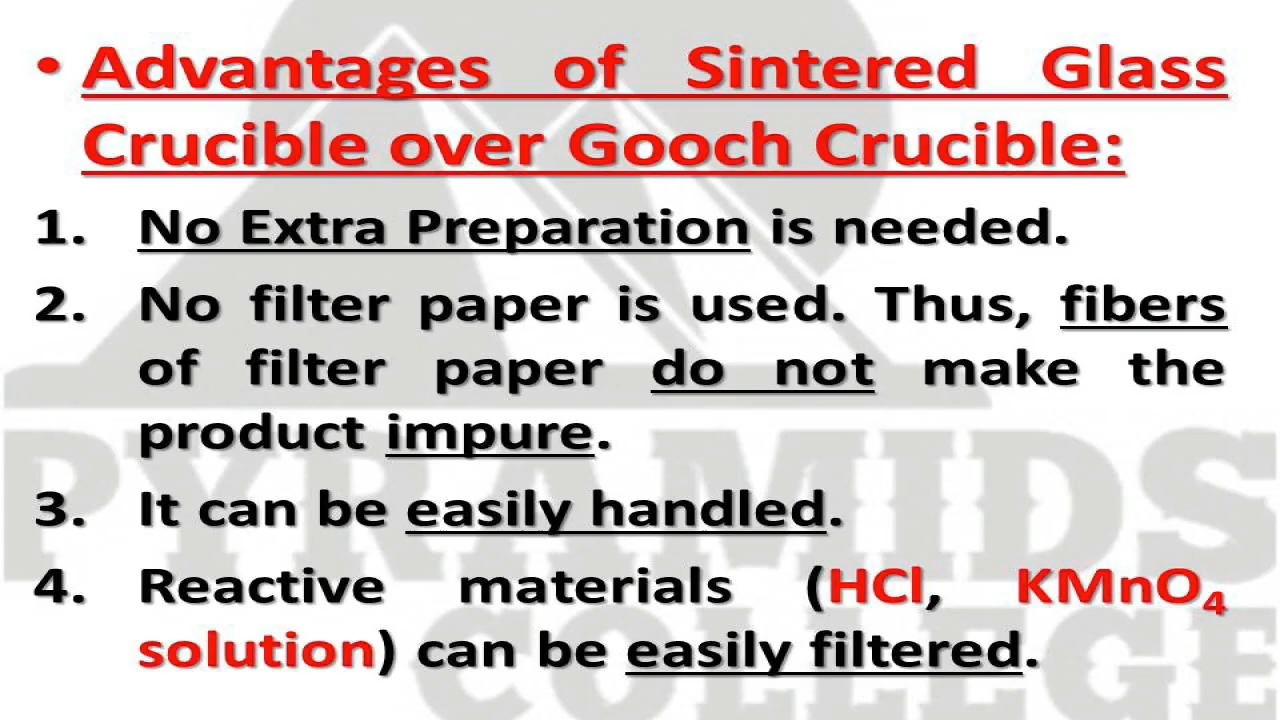 • Advantages of Sintered Glass
Crucible over Gooch Crucible:
1. No Extra Preparation is needed.
2. No filter paper is used. Thus, fibers
of filter paper do not make the
product impure.
3. It can be easily handled.
4. Reactive materials (HCl, KMnO₄
solution) can be easily filtered.
PYRAMIDS
COLLEGE